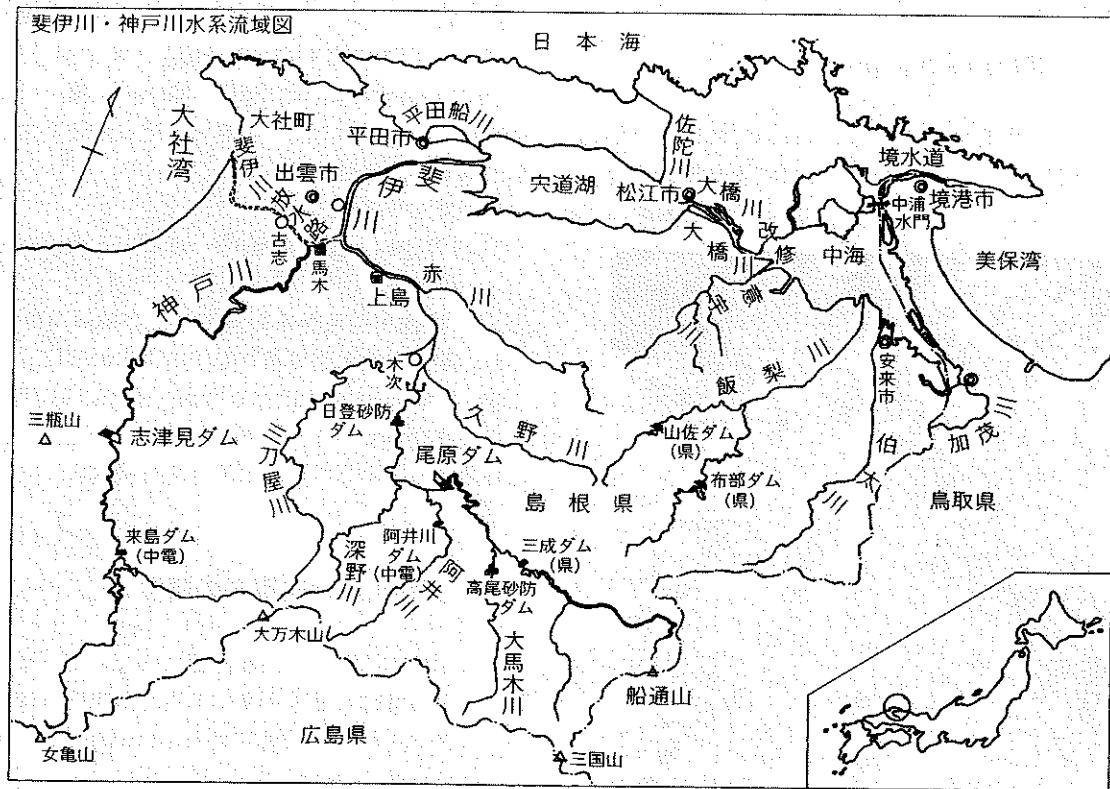 斐伊川・神戸川水系流域図
日本海
大社湾
大社町
平田船川
平田市
佐陀川
境水道
斐伊川放水路
出雲市
斐伊川
宍道湖
松江市
大橋川改修
大橋川
中海
中浦水門
境港市
美保湾
古志
馬木
神戸川
上島
赤川
意宇川
飯梨川
安来市
木次
三瓶山
志津見ダム
日登砂防ダム
三刀屋川
久野川
尾原ダム
山佐ダム
(県)
布部ダム
(県)
伯太川
加茂川
島根県
鳥取県
来島ダム
(中電)
深野川
阿井川ダム
(中電)
阿井川
三成ダム
(県)
高尾砂防ダム
大万木山
大馬木川
船通山
広島県
女亀山
三国山